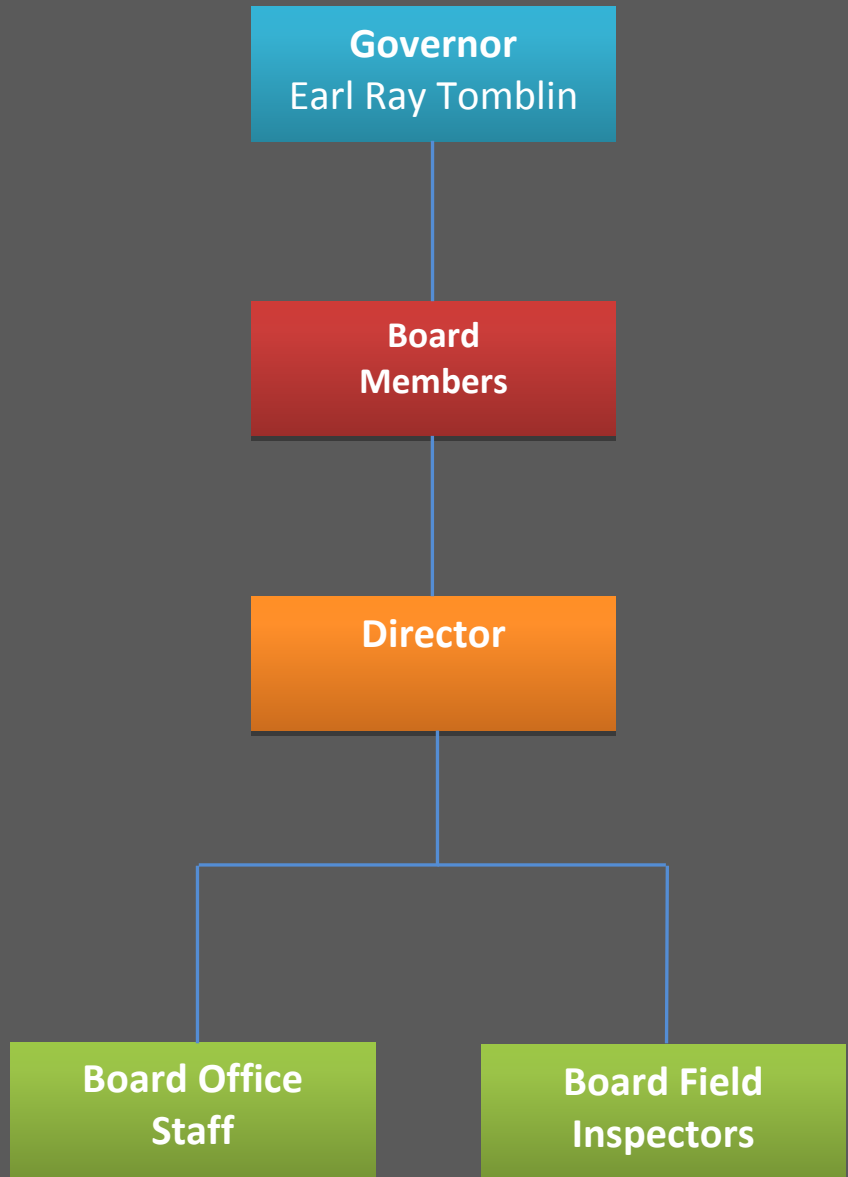 Governor
Earl Ray Tomblin
Board
Members
Director
Board Office
Staff
Board Field
Inspectors